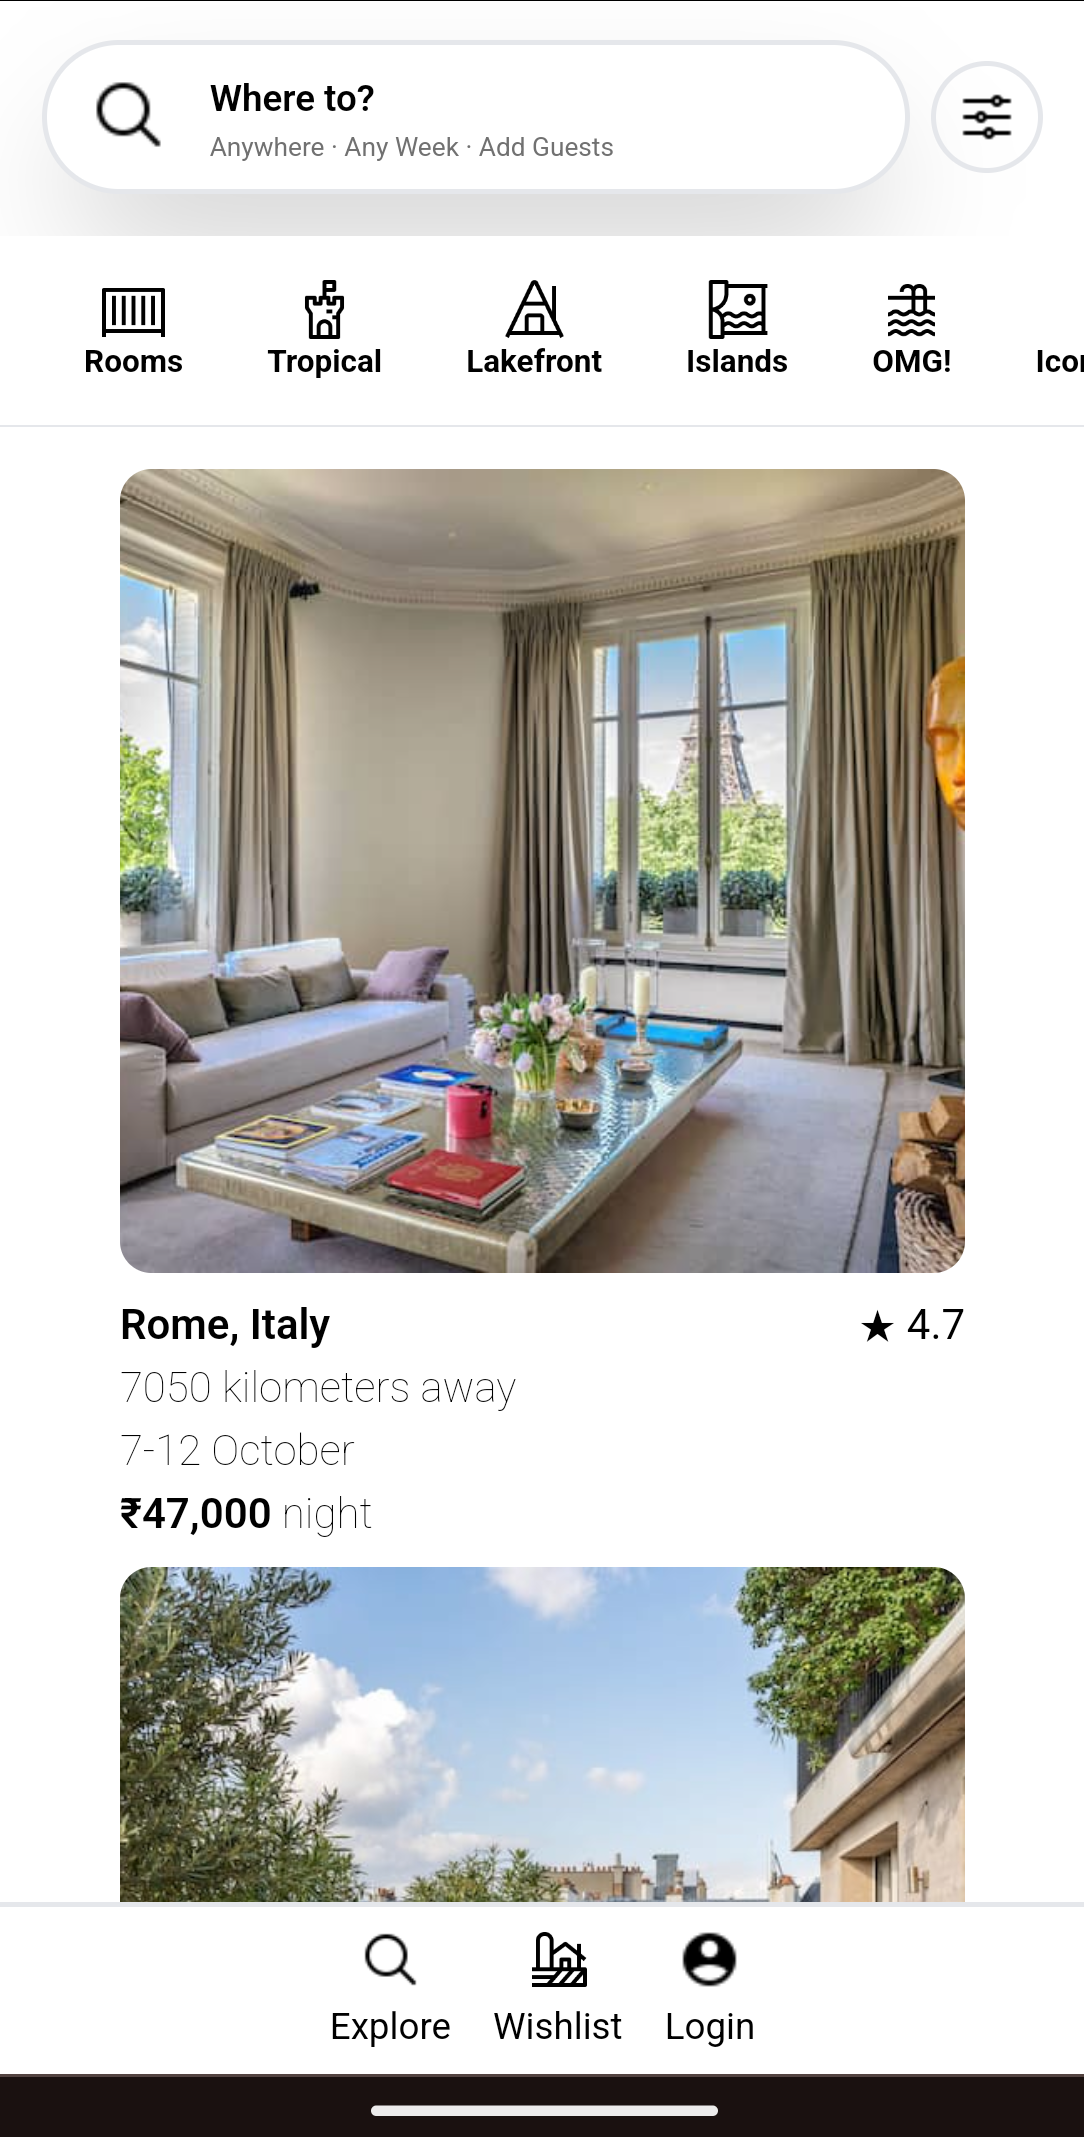 Where to?
Anywhere · Any Week · Add Guests
Rooms Tropical Lakefront Islands OMG!
Rome, Italy ★ 4.7
7050 kilometers away
7-12 October
₹47,000 night
Explore Wishlist Login